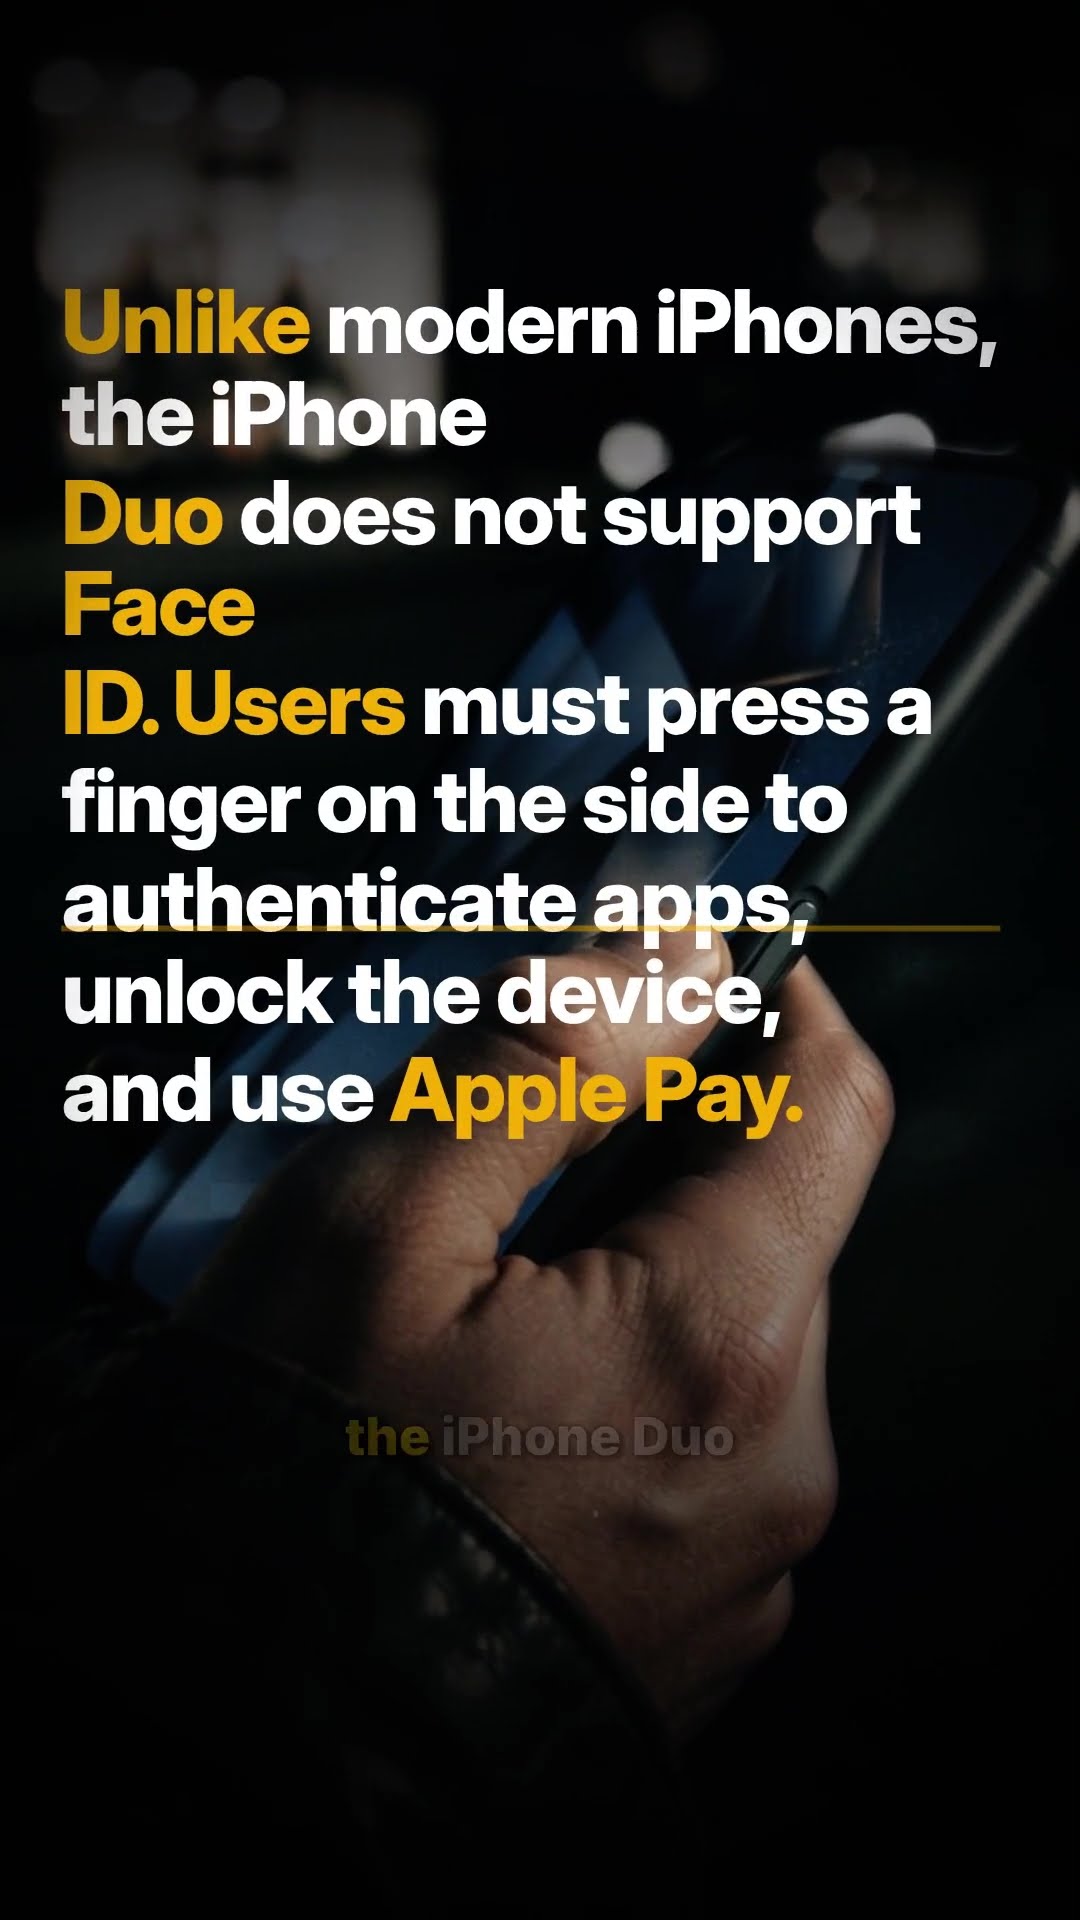 Unlike modern iPhones,
the iPhone
Duo does not support
Face
ID. Users must press a
finger on the side to
authenticate apps,
unlock the device,
and use Apple Pay.
the iPhone Duo